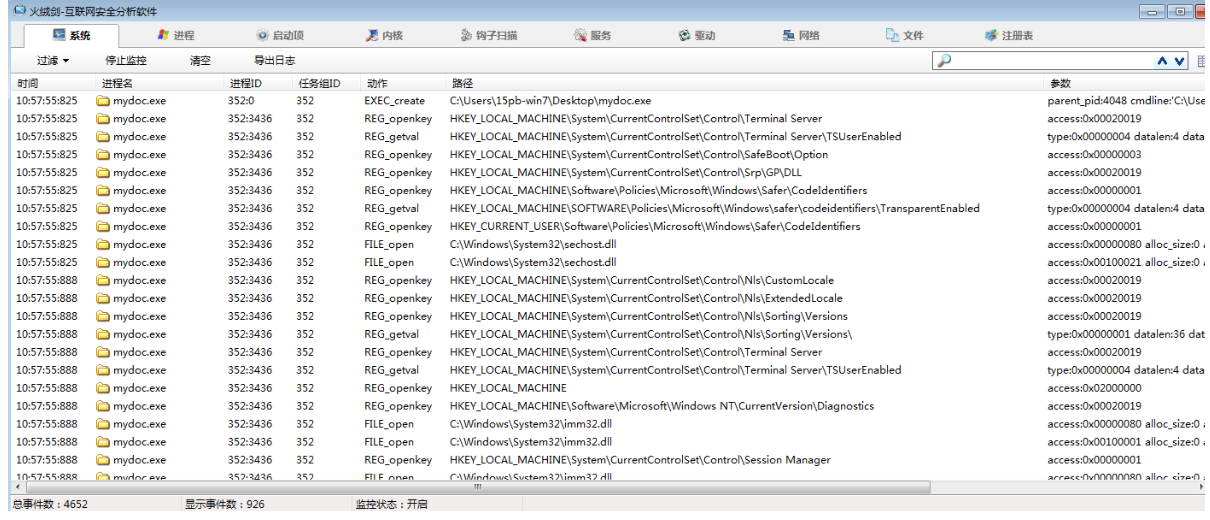 火绒剑-互联网安全分析软件
系统 进程 启动顶 内核 钩子扫描 服务 驱动 网络 文件 注册表
过滤 停止监控 清空 导出日志
时间 进程名 进程ID 任务组ID 动作 路径 参数
10:57:55:825 mydoc.exe 352:0 352 EXEC_create C:\Users\15pb-win7\Desktop\mydoc.exe parent_pid:4048 cmdline:'C:\Use
10:57:55:825 mydoc.exe 352:3436 352 REG_openkey HKEY_LOCAL_MACHINE\System\CurrentControlSet\Control\Terminal Server access:0x00020019
10:57:55:825 mydoc.exe 352:3436 352 REG_getval HKEY_LOCAL_MACHINE\System\CurrentControlSet\Control\Terminal Server\TSUserEnabled type:0x00000004 datalen:4 data
10:57:55:825 mydoc.exe 352:3436 352 REG_openkey HKEY_LOCAL_MACHINE\System\CurrentControlSet\Control\SafeBoot\Option access:0x00000003
10:57:55:825 mydoc.exe 352:3436 352 REG_openkey HKEY_LOCAL_MACHINE\System\CurrentControlSet\Control\Srp\GP\DLL access:0x00020019
10:57:55:825 mydoc.exe 352:3436 352 REG_openkey HKEY_LOCAL_MACHINE\Software\Policies\Microsoft\Windows\Safer\CodeIdentifiers access:0x00000001
10:57:55:825 mydoc.exe 352:3436 352 REG_getval HKEY_LOCAL_MACHINE\SOFTWARE\Policies\Microsoft\Windows\safer\codeidentifiers\TransparentEnabled type:0x00000004 datalen:4 data
10:57:55:825 mydoc.exe 352:3436 352 REG_openkey HKEY_CURRENT_USER\Software\Policies\Microsoft\Windows\Safer\CodeIdentifiers access:0x00000001
10:57:55:825 mydoc.exe 352:3436 352 FILE_open C:\Windows\System32\sechost.dll access:0x00000080 alloc_size:0
10:57:55:825 mydoc.exe 352:3436 352 FILE_open C:\Windows\System32\sechost.dll access:0x00100021 alloc_size:0
10:57:55:888 mydoc.exe 352:3436 352 REG_openkey HKEY_LOCAL_MACHINE\System\CurrentControlSet\Control\Nls\CustomLocale access:0x00020019
10:57:55:888 mydoc.exe 352:3436 352 REG_openkey HKEY_LOCAL_MACHINE\System\CurrentControlSet\Control\Nls\ExtendedLocale access:0x00020019
10:57:55:888 mydoc.exe 352:3436 352 REG_openkey HKEY_LOCAL_MACHINE\System\CurrentControlSet\Control\Nls\Sorting\Versions access:0x00020019
10:57:55:888 mydoc.exe 352:3436 352 REG_getval HKEY_LOCAL_MACHINE\System\CurrentControlSet\Control\Nls\Sorting\Versions\ type:0x00000001 datalen:36 dat
10:57:55:888 mydoc.exe 352:3436 352 REG_openkey HKEY_LOCAL_MACHINE\System\CurrentControlSet\Control\Terminal Server access:0x00020019
10:57:55:888 mydoc.exe 352:3436 352 REG_getval HKEY_LOCAL_MACHINE\System\CurrentControlSet\Control\Terminal Server\TSUserEnabled type:0x00000004 datalen:4 data
10:57:55:888 mydoc.exe 352:3436 352 REG_openkey HKEY_LOCAL_MACHINE access:0x02000000
10:57:55:888 mydoc.exe 352:3436 352 REG_openkey HKEY_LOCAL_MACHINE\Software\Microsoft\Windows NT\CurrentVersion\Diagnostics access:0x00020019
10:57:55:888 mydoc.exe 352:3436 352 FILE_open C:\Windows\System32\imm32.dll access:0x00000080 alloc_size:0
10:57:55:888 mydoc.exe 352:3436 352 FILE_open C:\Windows\System32\imm32.dll access:0x00100001 alloc_size:0
10:57:55:888 mydoc.exe 352:3436 352 REG_openkey HKEY_LOCAL_MACHINE\System\CurrentControlSet\Control\Session Manager access:0x00000001
10:57:55:888 mydoc.exe 352:3436 352 FILE_open C:\Windows\System32\imm32.dll access:0x00000080 alloc_size:0
总事件数：4652 显示事件数：926 监控状态：开启